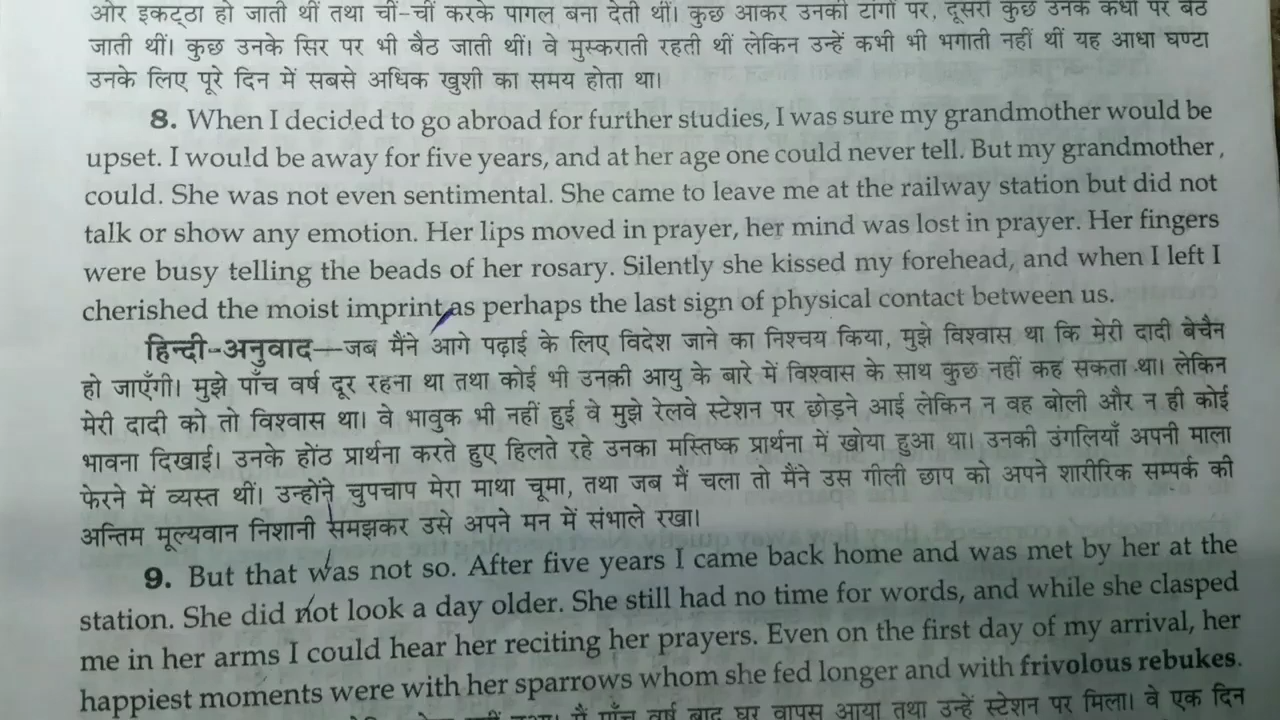 ओर इकट्ठा हो जाती थीं तथा चीं-चीं करके पागल बना देती थीं। कुछ आकर उनकी टांगों पर, दूसरी कुछ उनके कंधों पर बैठ
जाती थीं। कुछ उनके सिर पर भी बैठ जाती थीं। वे मुस्कराती रहती थीं लेकिन उन्हें कभी भी भगाती नहीं थीं यह आधा घण्टा
उनके लिए पूरे दिन में सबसे अधिक खुशी का समय होता था।
8. When I decided to go abroad for further studies, I was sure my grandmother would be
upset. I would be away for five years, and at her age one could never tell. But my grandmother,
could. She was not even sentimental. She came to leave me at the railway station but did not
talk or show any emotion. Her lips moved in prayer, her mind was lost in prayer. Her fingers
were busy telling the beads of her rosary. Silently she kissed my forehead, and when I left I
cherished the moist imprint as perhaps the last sign of physical contact between us.
हिन्दी-अनुवाद—जब मैंने आगे पढ़ाई के लिए विदेश जाने का निश्चय किया, मुझे विश्वास था कि मेरी दादी बेचैन
हो जाएँगी। मुझे पाँच वर्ष दूर रहना था तथा कोई भी उनकी आयु के बारे में विश्वास के साथ कुछ नहीं कह सकता था। लेकिन
मेरी दादी को तो विश्वास था। वे भावुक भी नहीं हुई वे मुझे रेलवे स्टेशन पर छोड़ने आई लेकिन न वह बोली और न ही कोई
भावना दिखाई। उनके होंठ प्रार्थना करते हुए हिलते रहे उनका मस्तिष्क प्रार्थना में खोया हुआ था। उनकी उंगलियाँ अपनी माला
फेरने में व्यस्त थीं। उन्होंने चुपचाप मेरा माथा चूमा, तथा जब मैं चला तो मैंने उस गीली छाप को अपने शारीरिक सम्पर्क की
अन्तिम मूल्यवान निशानी समझकर उसे अपने मन में संभाले रखा।
9. But that was not so. After five years I came back home and was met by her at the
station. She did not look a day older. She still had no time for words, and while she clasped
me in her arms I could hear her reciting her prayers. Even on the first day of my arrival, her
happiest moments were with her sparrows whom she fed longer and with frivolous rebukes.
मैं पाँच वर्ष बाद घर वापस आया तथा उन्हें स्टेशन पर मिला। वे एक दिन